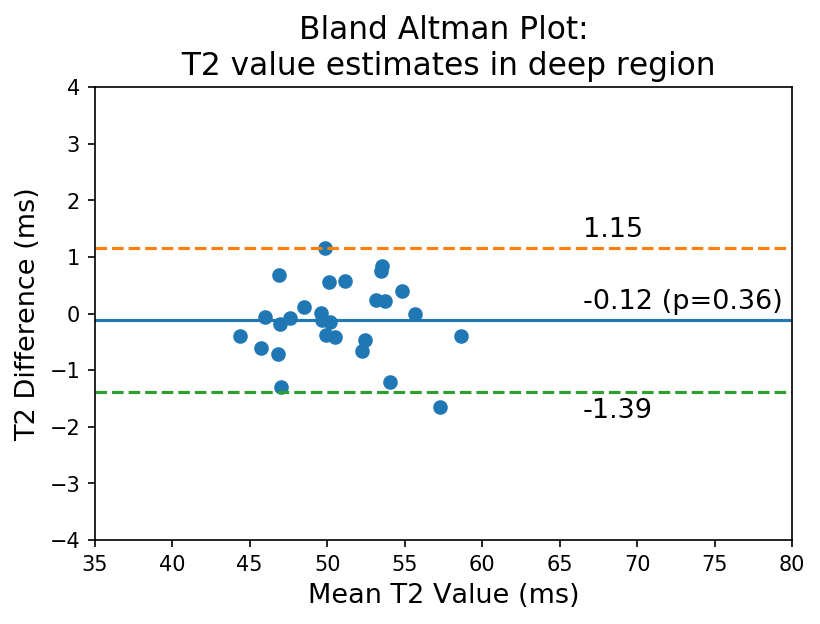 Bland Altman Plot:
T2 value estimates in deep region
T2 Difference (ms)
4
3
2
1
0
−1
−2
−3
−4
1.15
-0.12 (p=0.36)
-1.39
35 40 45 50 55 60 65 70 75 80
Mean T2 Value (ms)